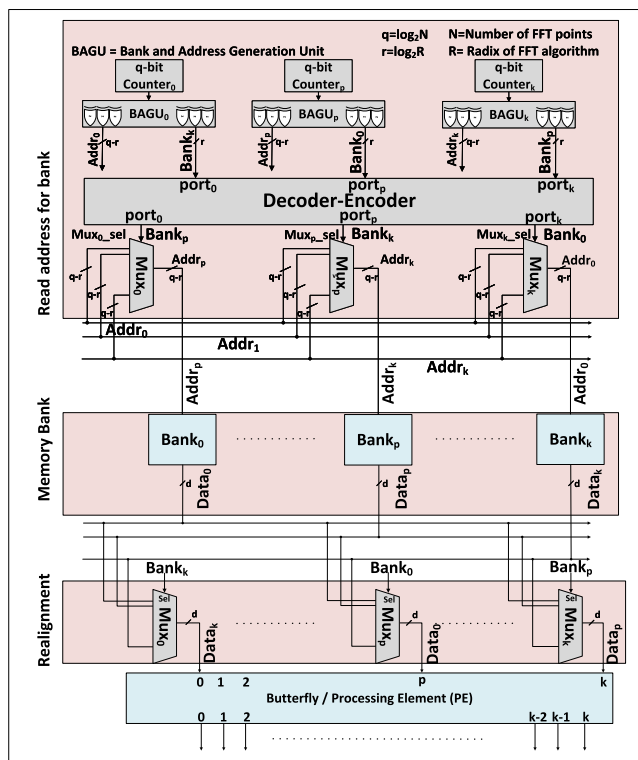 q=log₂N N=Number of FFT points
BAGU = Bank and Address Generation Unit r=log₂R R= Radix of FFT algorithm
q-bit Counter₀ q-bit Counterₚ q-bit Counterₖ
BAGU₀ BAGUₚ BAGUₖ
Addr₀ q-r Bankₖ r Addrₚ q-r Bank₀ r Addrₖ q-r Bankₚ r
port₀ portₚ portₖ
Decoder-Encoder
port₀ portₚ portₖ
Mux₀_sel Bankₚ Muxₚ_sel Bankₖ Muxₖ_sel Bank₀
q-r q-r q-r Mux₀ Addrₚ q-r
q-r q-r q-r Muxₚ Addrₖ q-r
q-r q-r q-r Muxₖ Addr₀ q-r
Read address for bank
Addr₀
Addr₁
Addrₖ
Addrₚ Addrₖ Addr₀
Memory Bank
Bank₀ Bankₚ Bankₖ
d Data₀ d Dataₚ d Dataₖ
Bankₖ Bank₀ Bankₚ
Realignment
Sel Mux₀ d Dataₖ Sel Muxₚ d Data₀ Sel Muxₖ d Dataₚ
0 1 2 p k
Butterfly / Processing Element (PE)
0 1 2 k-2 k-1 k